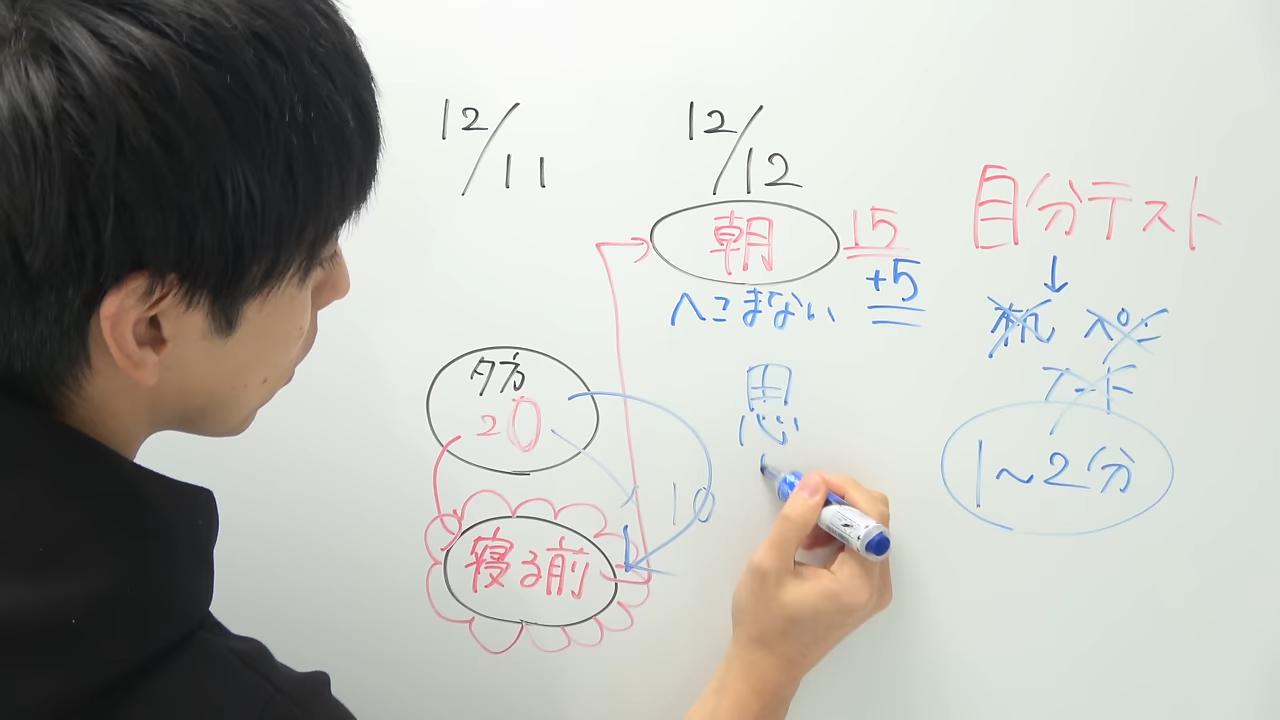 12/11
12/12
朝
15
+5
へこまない
夕方
20
寝る前
10
思
自分テスト
↓
机 ペン
ノート
1〜2分